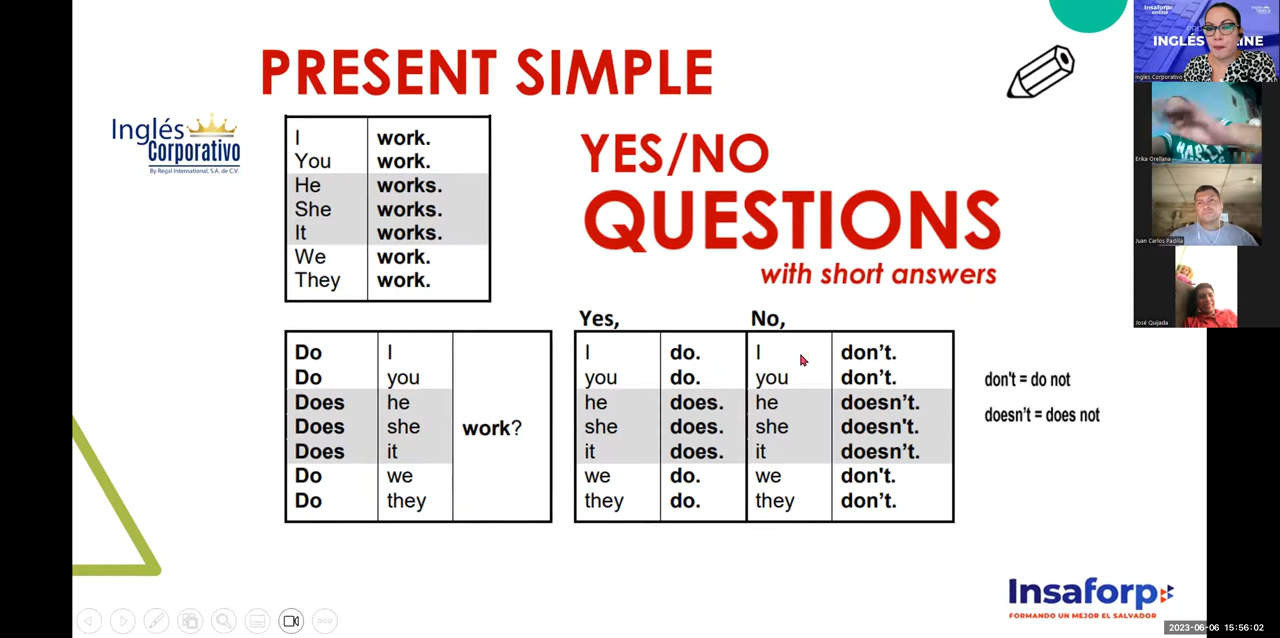 PRESENT SIMPLE
Inglés
Corporativo
By Regal International, S.A. de C.V.
I work.
You work.
He works.
She works.
It works.
We work.
They work.
YES/NO
QUESTIONS
with short answers
Yes, No,
Do I
Do you
Does he
Does she work?
Does it
Do we
Do they
I do. I don't.
you do. you don't.
he does. he doesn't.
she does. she doesn't.
it does. it doesn't.
we do. we don't.
they do. they don't.
don't = do not
doesn't = does not
Insaforp
FORMANDO UN MEJOR EL SALVADOR
Insaforp
online
INGLÉS
Ingles Corporativo
Erika Orellana
Juan Carlos Padilla
José Quijada
2023-06-06 15:56:02